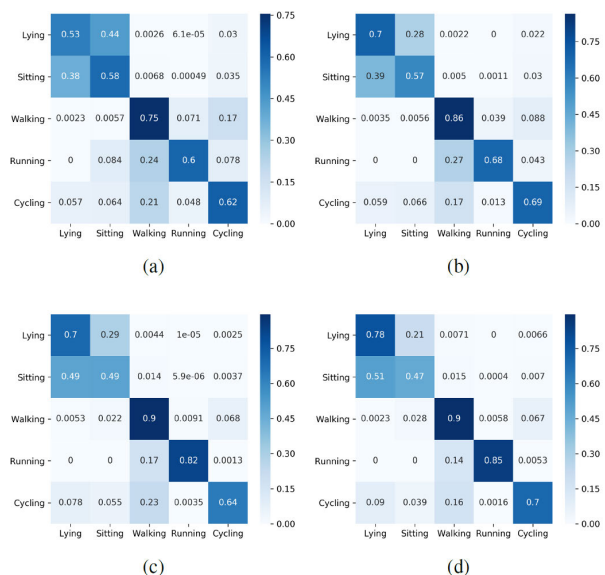 Lying 0.53 0.44 0.0026 6.1e-05 0.03
Sitting 0.38 0.58 0.0068 0.00049 0.035
Walking 0.0023 0.0057 0.75 0.071 0.17
Running 0 0.084 0.24 0.6 0.078
Cycling 0.057 0.064 0.21 0.048 0.62
Lying Sitting Walking Running Cycling
0.75
0.60
0.45
0.30
0.15
0.00
(a)
Lying 0.7 0.28 0.0022 0 0.022
Sitting 0.39 0.57 0.005 0.0011 0.03
Walking 0.0035 0.0056 0.86 0.039 0.088
Running 0 0 0.27 0.68 0.043
Cycling 0.059 0.066 0.17 0.013 0.69
Lying Sitting Walking Running Cycling
0.75
0.60
0.45
0.30
0.15
0.00
(b)
Lying 0.7 0.29 0.0044 1e-05 0.0025
Sitting 0.49 0.49 0.014 5.9e-06 0.0037
Walking 0.0053 0.022 0.9 0.0091 0.068
Running 0 0 0.17 0.82 0.0013
Cycling 0.078 0.055 0.23 0.0035 0.64
Lying Sitting Walking Running Cycling
0.75
0.60
0.45
0.30
0.15
0.00
(c)
Lying 0.78 0.21 0.0071 0 0.0066
Sitting 0.51 0.47 0.015 0.0004 0.007
Walking 0.0023 0.028 0.9 0.0058 0.067
Running 0 0 0.14 0.85 0.0053
Cycling 0.09 0.039 0.16 0.0016 0.7
Lying Sitting Walking Running Cycling
0.75
0.60
0.45
0.30
0.15
0.00
(d)